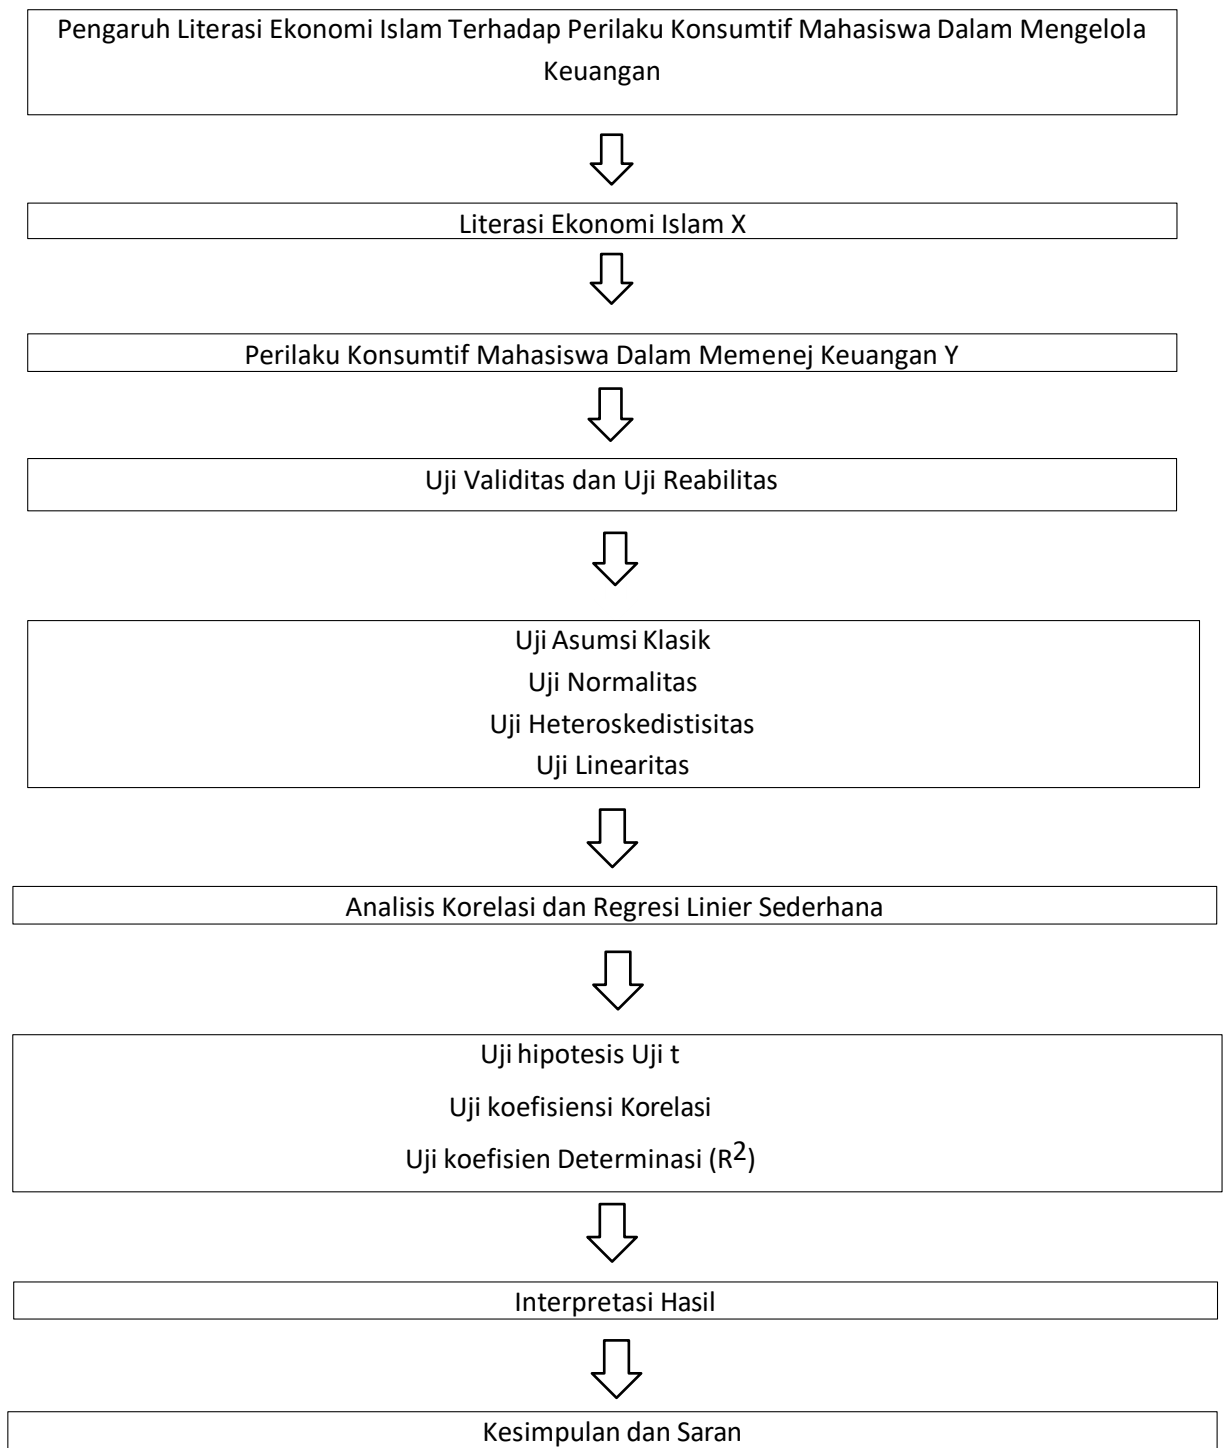 Pengaruh Literasi Ekonomi Islam Terhadap Perilaku Konsumtif Mahasiswa Dalam Mengelola
Keuangan
Literasi Ekonomi Islam X
Perilaku Konsumtif Mahasiswa Dalam Memenej Keuangan Y
Uji Validitas dan Uji Reabilitas
Uji Asumsi Klasik
Uji Normalitas
Uji Heteroskedistisitas
Uji Linearitas
Analisis Korelasi dan Regresi Linier Sederhana
Uji hipotesis Uji t
Uji koefisiensi Korelasi
Uji koefisien Determinasi (R²)
Interpretasi Hasil
Kesimpulan dan Saran